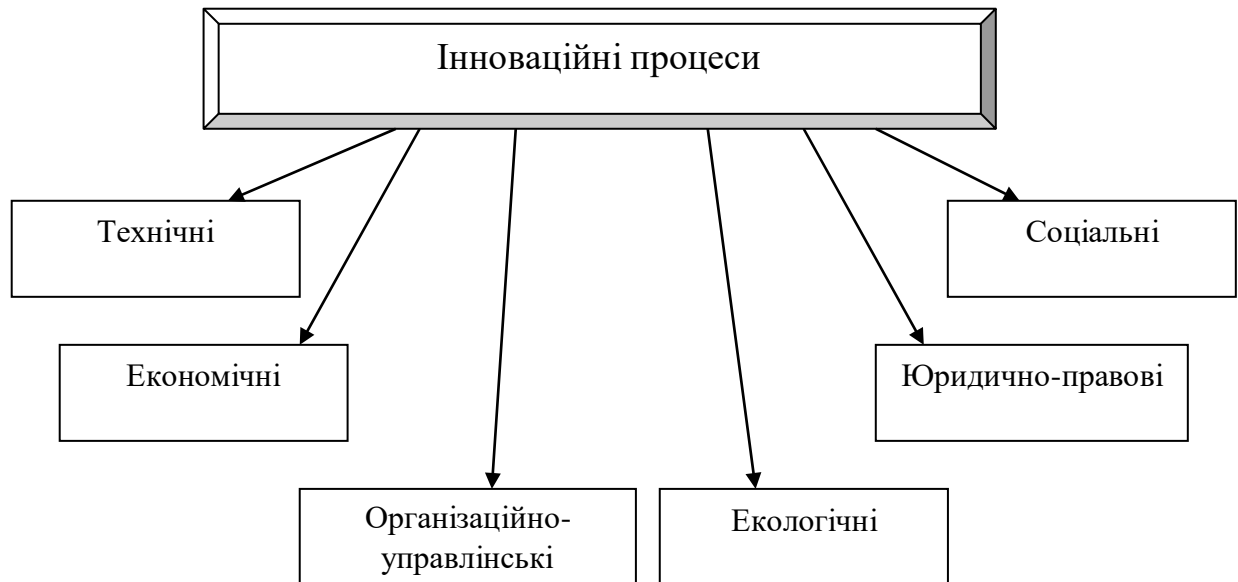 Інноваційні процеси
Технічні
Соціальні
Економічні
Юридично-правові
Організаційно-
управлінські
Екологічні